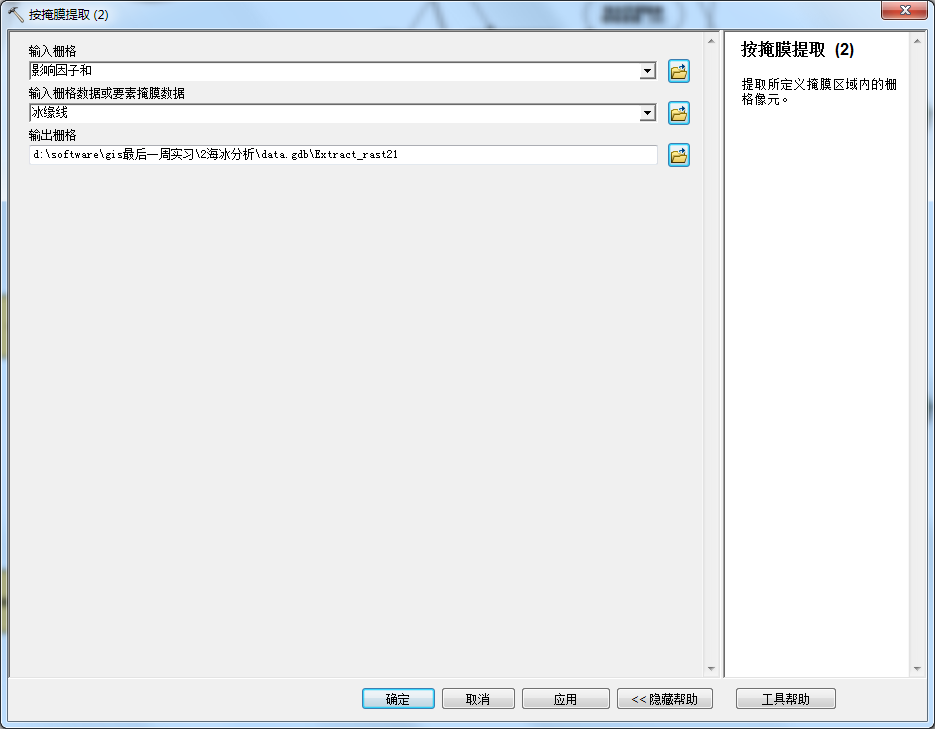 按掩膜提取 (2)
输入栅格
影响因子和
输入栅格数据或要素掩膜数据
冰缘线
输出栅格
d:\software\gis最后一周实习\2海冰分析\data.gdb\Extract_rast21
按掩膜提取 (2)
提取所定义掩膜区域内的栅
格像元。
确定
取消
应用
<< 隐藏帮助
工具帮助